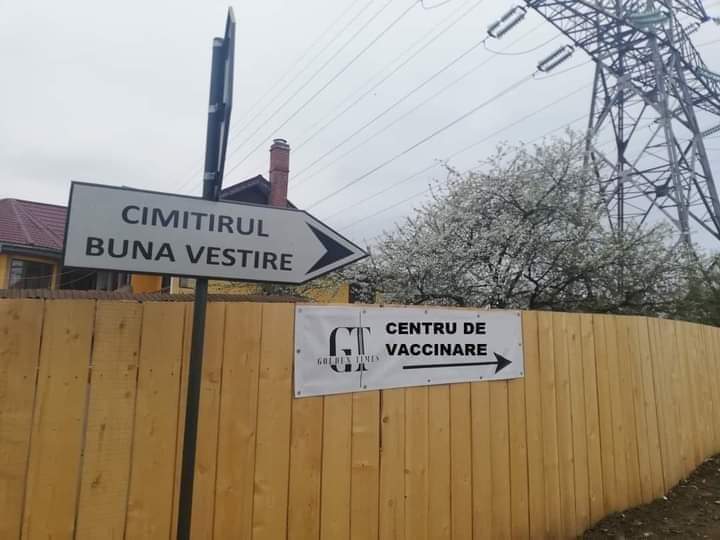 CIMITIRUL
BUNA VESTIRE
GT
GOLDEN TIMES
CENTRU DE
VACCINARE